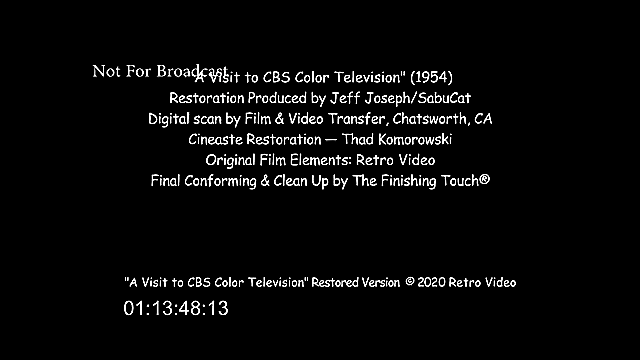 Not For Broadcast
"A Visit to CBS Color Television" (1954)
Restoration Produced by Jeff Joseph/SabuCat
Digital scan by Film & Video Transfer, Chatsworth, CA
Cineaste Restoration — Thad Komorowski
Original Film Elements: Retro Video
Final Conforming & Clean Up by The Finishing Touch®
"A Visit to CBS Color Television" Restored Version © 2020 Retro Video
01:13:48:13